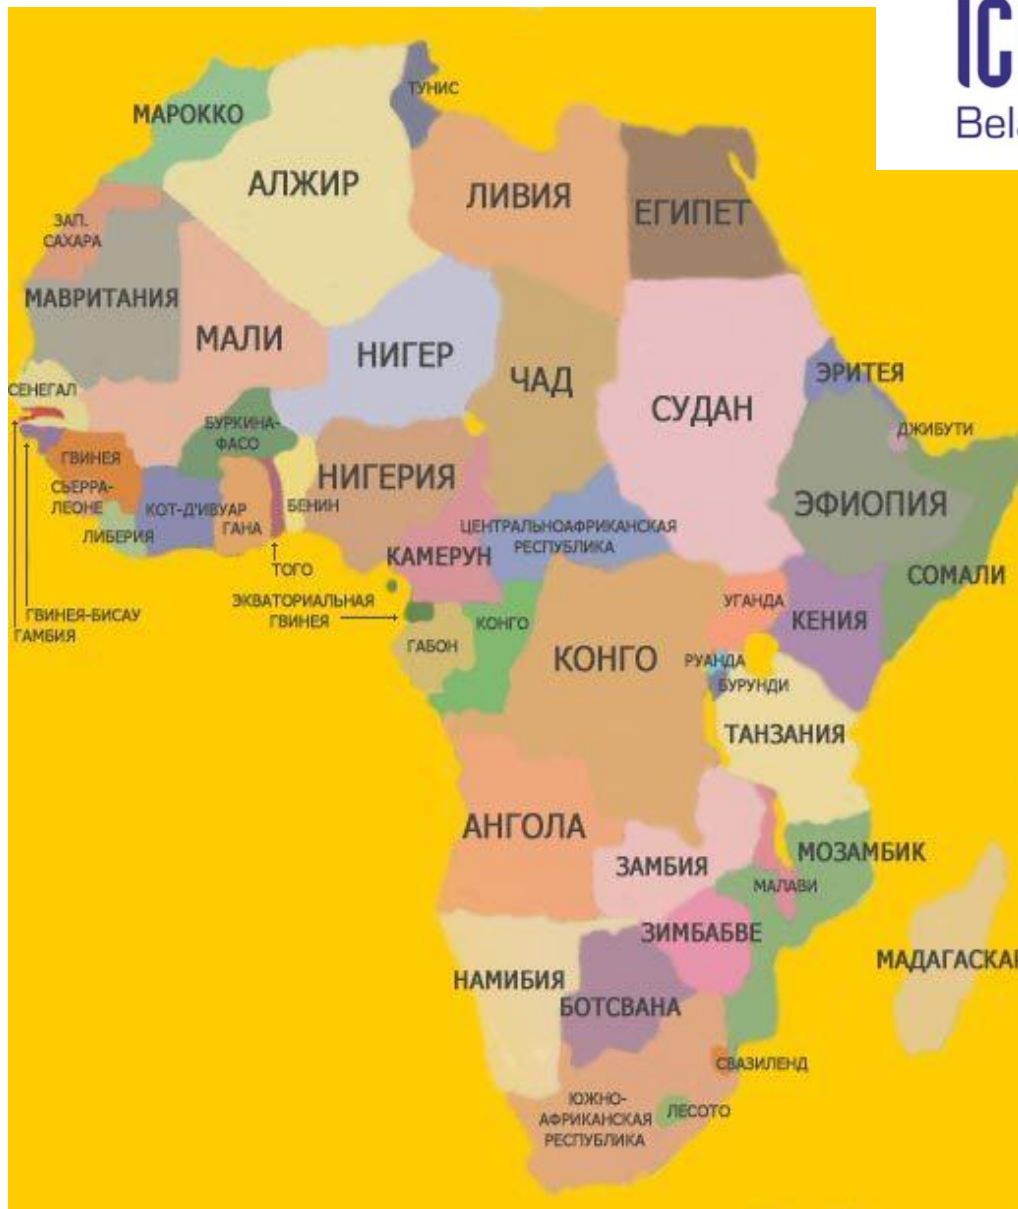 IC
Bela
ТУНИС
МАРОККО
АЛЖИР
ЛИВИЯ
ЕГИПЕТ
ЗАП.
САХАРА
МАВРИТАНИЯ
МАЛИ
НИГЕР
ЧАД
СУДАН
ЭРИТЕЯ
СЕНЕГАЛ
ДЖИБУТИ
БУРКИНА-
ФАСО
ГВИНЕЯ
НИГЕРИЯ
СЬЕРРА-
ЛЕОНЕ
КОТ-Д'ИВУАР
ГАНА
БЕНИН
ЭФИОПИЯ
ЛИБЕРИЯ
ЦЕНТРАЛЬНОАФРИКАНСКАЯ
РЕСПУБЛИКА
КАМЕРУН
ТОГО
СОМАЛИ
ЭКВАТОРИАЛЬНАЯ
ГВИНЕЯ
УГАНДА
КЕНИЯ
ГВИНЕЯ-БИСАУ
ГАМБИЯ
КОНГО
ГАБОН
КОНГО
РУАНДА
БУРУНДИ
ТАНЗАНИЯ
АНГОЛА
ЗАМБИЯ
МОЗАМБИК
МАЛАВИ
ЗИМБАБВЕ
МАДАГАСКАР
НАМИБИЯ
БОТСВАНА
СВАЗИЛЕНД
ЮЖНО-
АФРИКАНСКАЯ
РЕСПУБЛИКА
ЛЕСОТО